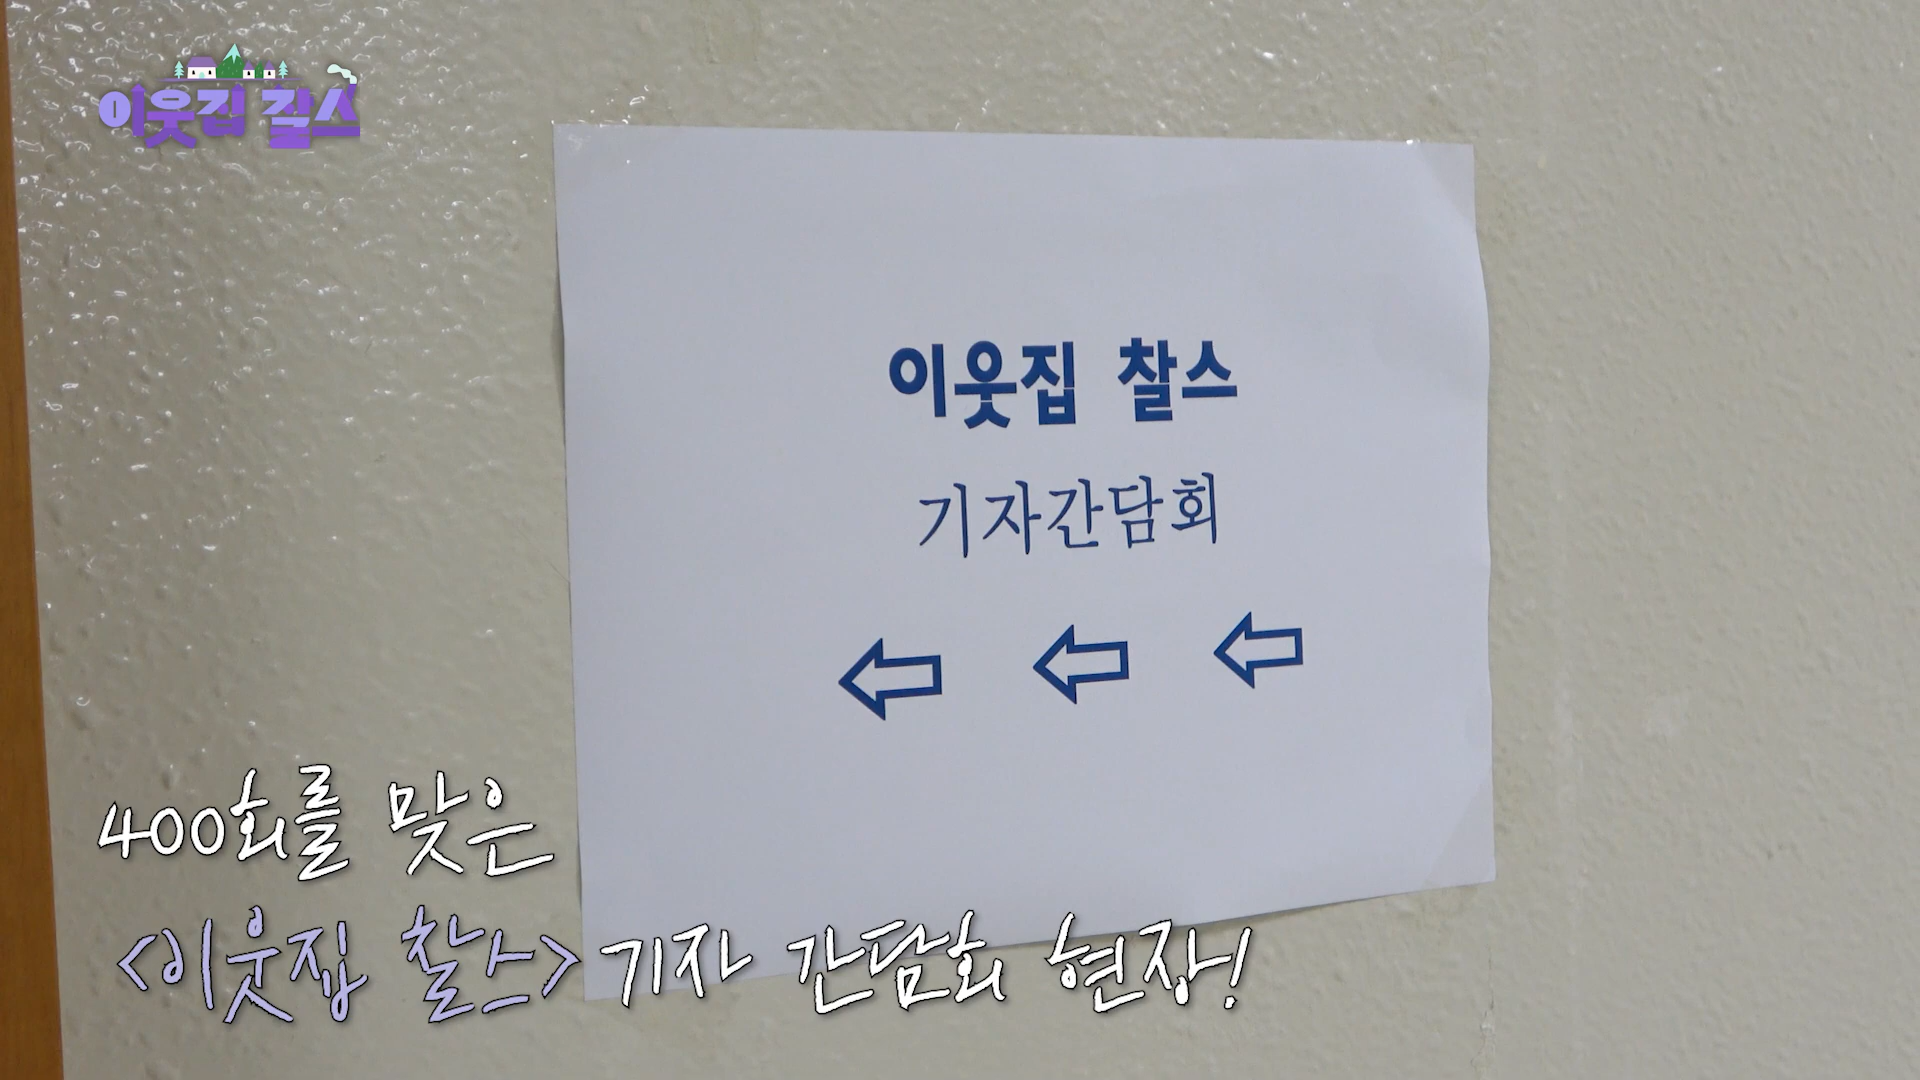 이웃집 찰스
이웃집 찰스
기자간담회
400회를 맞은
<이웃집 찰스> 기자 간담회 현장!